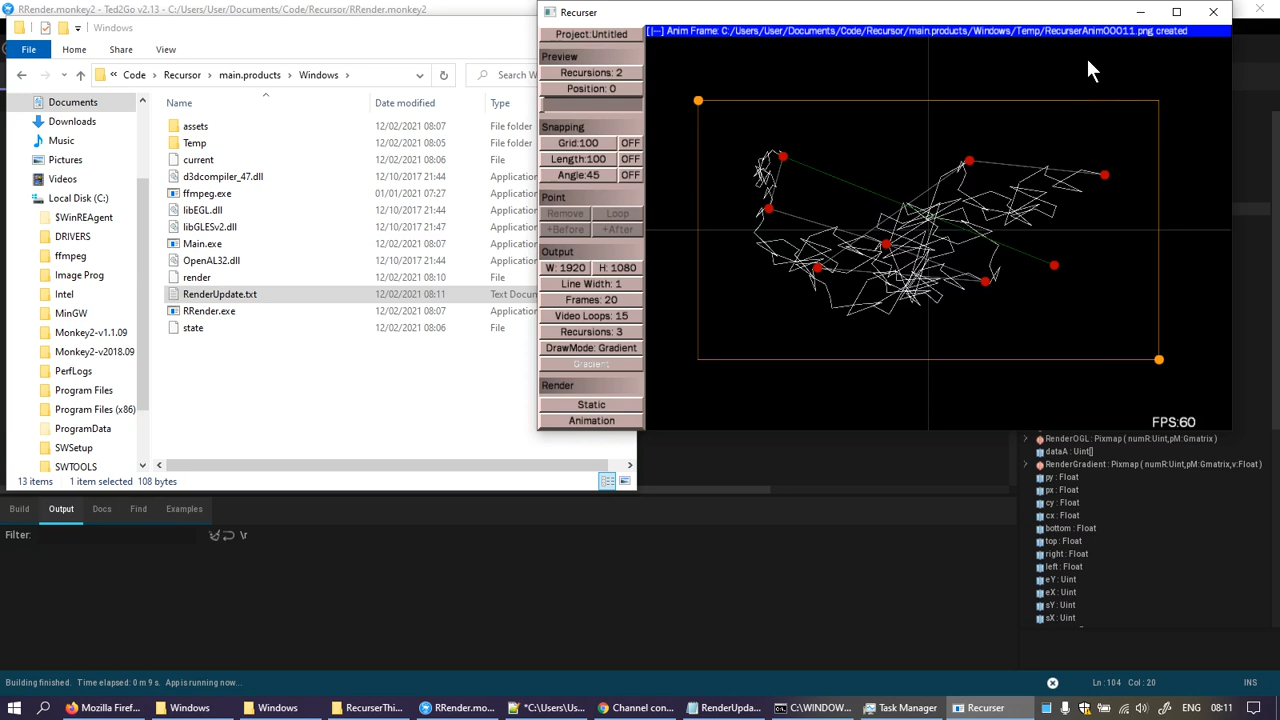 RRender.monkey2 - Ted2Go v2.13 - C:/Users/User/Documents/Code/Recursor/RRender.monkey2
Windows
File
Home
Share
View
Code
Recursor
main.products
Windows
Search W
Documents
Downloads
Music
Pictures
Videos
Local Disk (C:)
$WinREAgent
DRIVERS
ffmpeg
Image Prog
Intel
MinGW
Monkey2-v1.1.09
Monkey2-v2018.09
PerfLogs
Program Files
Program Files (x86)
ProgramData
SWSetup
SWTOOLS
Name Date modified Type
assets 12/02/2021 08:07 File folder
Temp 12/02/2021 08:07 File folder
current 12/02/2021 08:06 File
d3dcompiler_47.dll 12/10/2017 21:44 Application
ffmpeg.exe 01/01/2021 07:27 Application
libEGL.dll 12/10/2017 21:44 Application
libGLESv2.dll 12/10/2017 21:47 Application
Main.exe 12/02/2021 08:07 Application
OpenAL32.dll 12/10/2017 21:44 Application
render 12/02/2021 08:10 File
RenderUpdate.txt 12/02/2021 08:11 Text Docum
RRender.exe 12/02/2021 08:07 Application
state 12/02/2021 08:06 File
13 items 1 item selected 108 bytes
Recurser
Project:Untitled
Preview
Recursions: 2
Position: 0
Snapping
Grid:100 OFF
Length:100 OFF
Angle:45 OFF
Point
Remove Loop
+Before +After
Output
W: 1920 H: 1080
Line Width: 1
Frames: 20
Video Loops: 15
Recursions: 3
DrawMode: Gradient
Gradient
Render
Static
Animation
[|--] Anim Frame: C:/Users/User/Documents/Code/Recursor/main.products/Windows/Temp/RecurserAnim00011.png created
FPS:60
RenderOGL : Pixmap ( numR:Uint,pM:Gmatrix )
dataA : Uint[]
RenderGradient : Pixmap ( numR:Uint,pM:Gmatrix,v:Float )
py : Float
px : Float
cy : Float
cx : Float
bottom : Float
top : Float
right : Float
left : Float
eY : Uint
eX : Uint
sY : Uint
sX : Uint
Build Output Docs Find Examples
Filter: \r
Building finished. Time elapsed: 0 m 9 s. App is running now... Ln : 104 Col : 20 INS
Mozilla Firef...
Windows
Windows
RecurserThi...
RRender.mo...
*C:\Users\Us...
Channel con...
RenderUpda...
C:\WINDOW...
Task Manager
Recurser
ENG
08:11